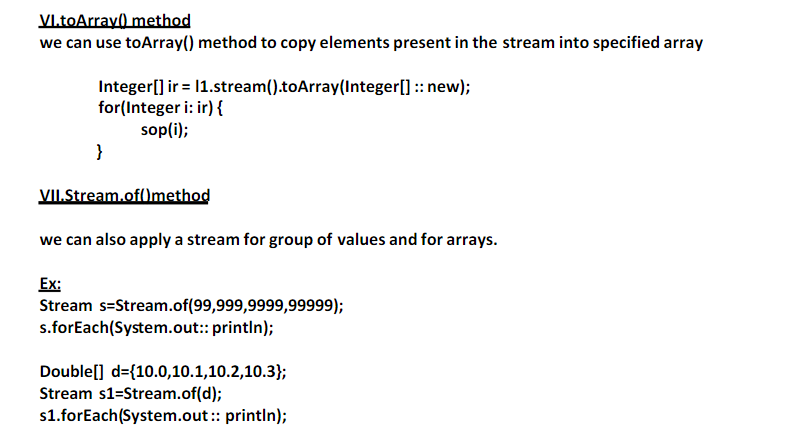 VI.toArray() method
we can use toArray() method to copy elements present in the stream into specified array
Integer[] ir = l1.stream().toArray(Integer[] :: new);
for(Integer i: ir) {
sop(i);
}
VII.Stream.of()method
we can also apply a stream for group of values and for arrays.
Ex:
Stream s=Stream.of(99,999,9999,99999);
s.forEach(System.out:: println);
Double[] d={10.0,10.1,10.2,10.3};
Stream s1=Stream.of(d);
s1.forEach(System.out :: println);